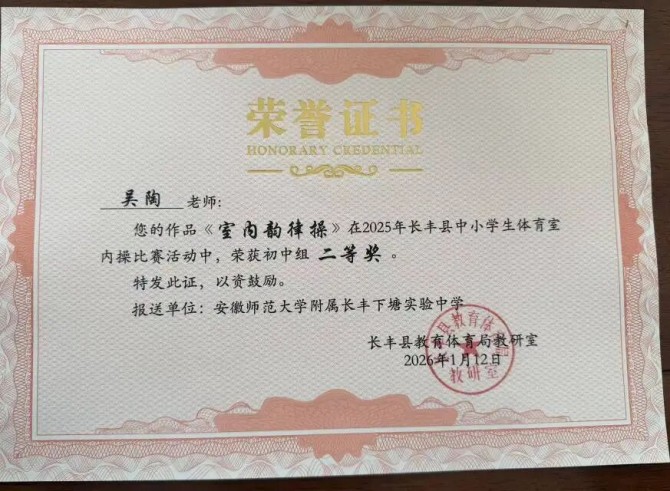 荣誉证书
HONORARY CREDENTIAL
吴陶 老师：
您的作品《室内韵律操》在2025年长丰县中小学生体育室
内操比赛活动中，荣获初中组 二等奖 。
特发此证，以资鼓励。
报送单位：安徽师范大学附属长丰下塘实验中学
长丰县教育体育局教研室
2026年1月12日
教研室